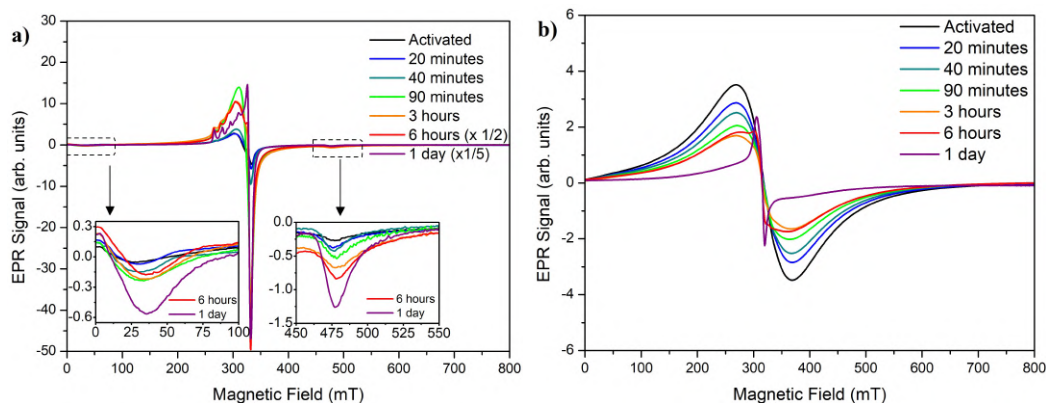 a)
30
20
10
0
-10
-20
-30
-40
-50
EPR Signal (arb. units)
Activated
20 minutes
40 minutes
90 minutes
3 hours
6 hours (x 1/2)
1 day (x1/5)
0.3
0.0
-0.3
-0.6
6 hours
1 day
0 25 50 75 100
0.0
-0.5
-1.0
-1.5
6 hours
1 day
450 475 500 525 550
0 100 200 300 400 500 600 700 800
Magnetic Field (mT)
b)
6
4
2
0
-2
-4
-6
EPR Signal (arb. units)
Activated
20 minutes
40 minutes
90 minutes
3 hours
6 hours
1 day
0 100 200 300 400 500 600 700 800
Magnetic Field (mT)